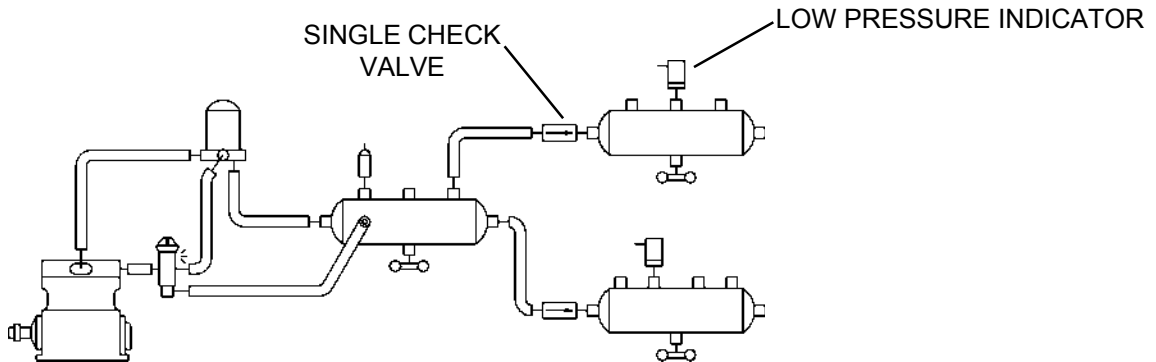 LOW PRESSURE INDICATOR
SINGLE CHECK
VALVE